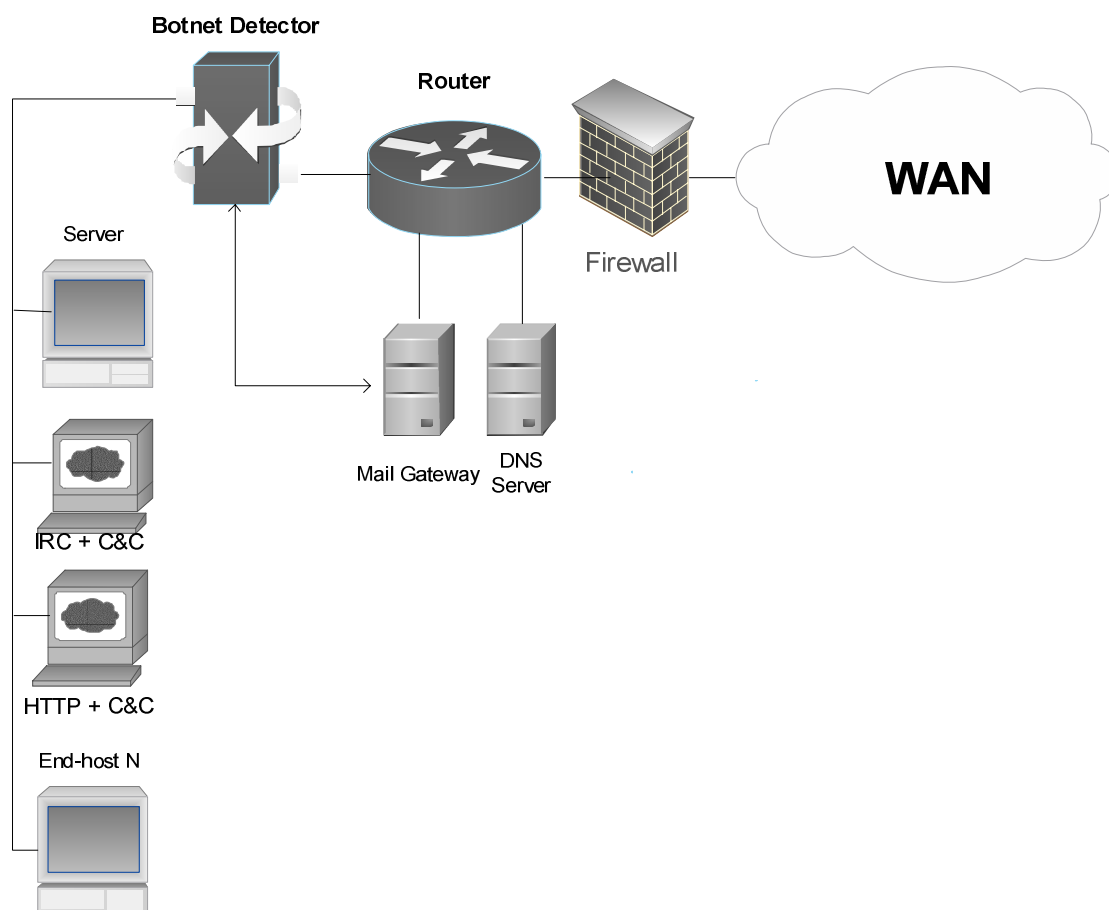 Botnet Detector
Router
WAN
Server
Firewall
Mail Gateway
DNS
Server
IRC + C&C
HTTP + C&C
End-host N